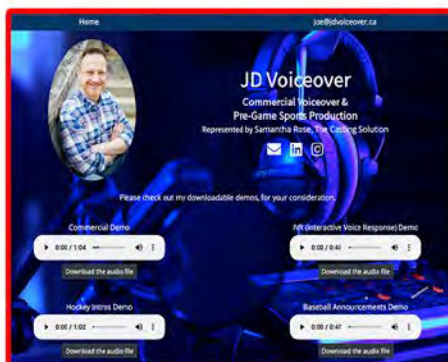 Home
joe@jdvoiceover.ca
JD Voiceover
Commercial Voiceover &
Pre-Game Sports Production
Represented by Samantha Rose, The Casting Solution
Please check out my downloadable demos, for your consideration.
Commercial Demo
0:00 / 1:04
Download the audio file
IVR (Interactive Voice Response) Demo
0:00 / 0:40
Download the audio file
Hockey Intros Demo
0:00 / 1:02
Download the audio file
Baseball Announcements Demo
0:00 / 0:47
Download the audio file